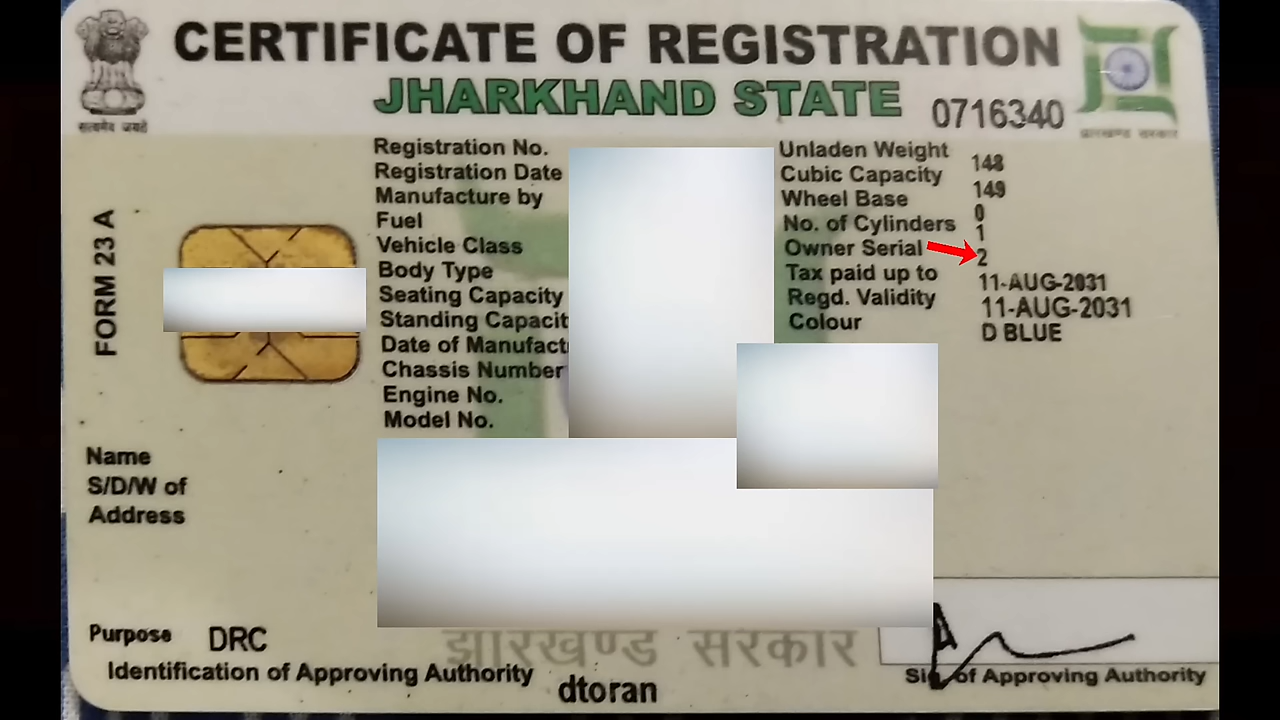 CERTIFICATE OF REGISTRATION
JHARKHAND STATE
0716340
सत्यमेव जयते
झारखण्ड सरकार
FORM 23 A
Registration No.
Registration Date
Manufacture by
Fuel
Vehicle Class
Body Type
Seating Capacity
Standing Capacit
Date of Manufact
Chassis Number
Engine No.
Model No.
Unladen Weight 148
Cubic Capacity 149
Wheel Base 0
No. of Cylinders 1
Owner Serial 2
Tax paid up to 11-AUG-2031
Regd. Validity 11-AUG-2031
Colour D BLUE
Name
S/D/W of
Address
Purpose DRC
झारखण्ड सरकार
Identification of Approving Authority dtoran
Sig. of Approving Authority